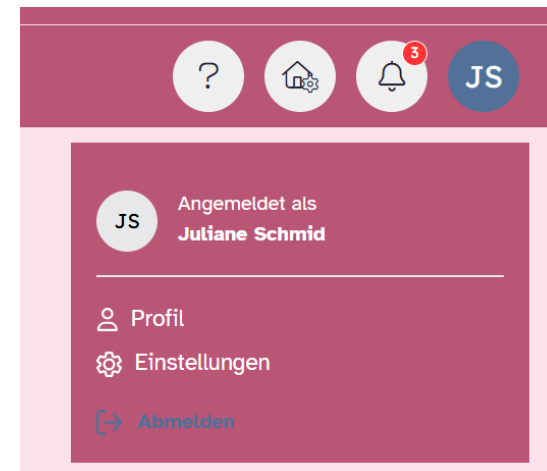 ?
3
JS
JS
Angemeldet als
Juliane Schmid
Profil
Einstellungen
Abmelden